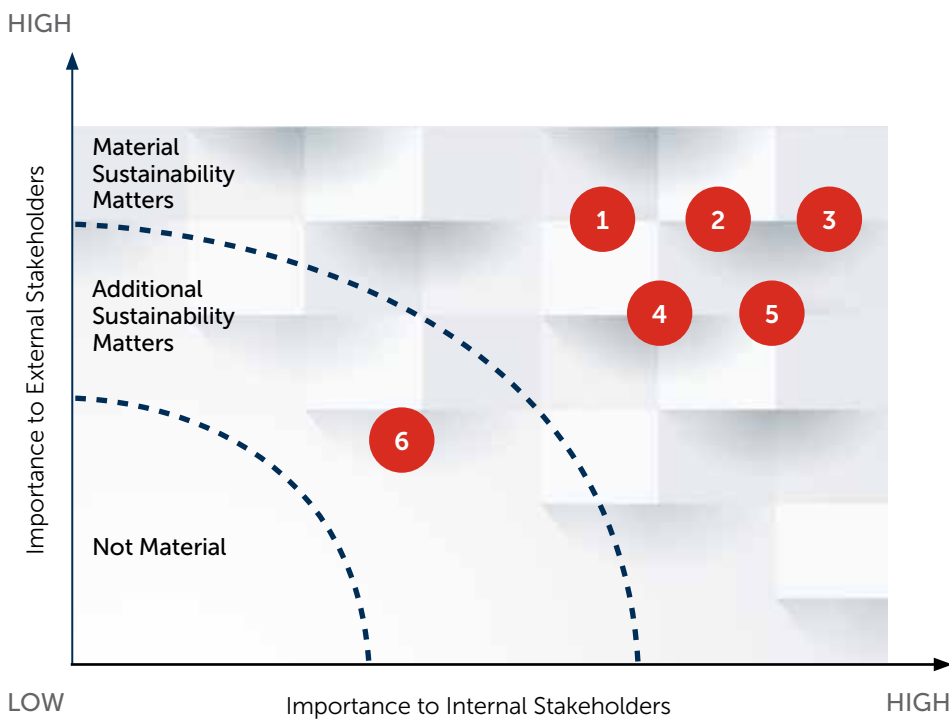 HIGH
Importance to External Stakeholders
Material
Sustainability
Matters
1
2
3
Additional
Sustainability
Matters
4
5
6
Not Material
LOW
Importance to Internal Stakeholders
HIGH